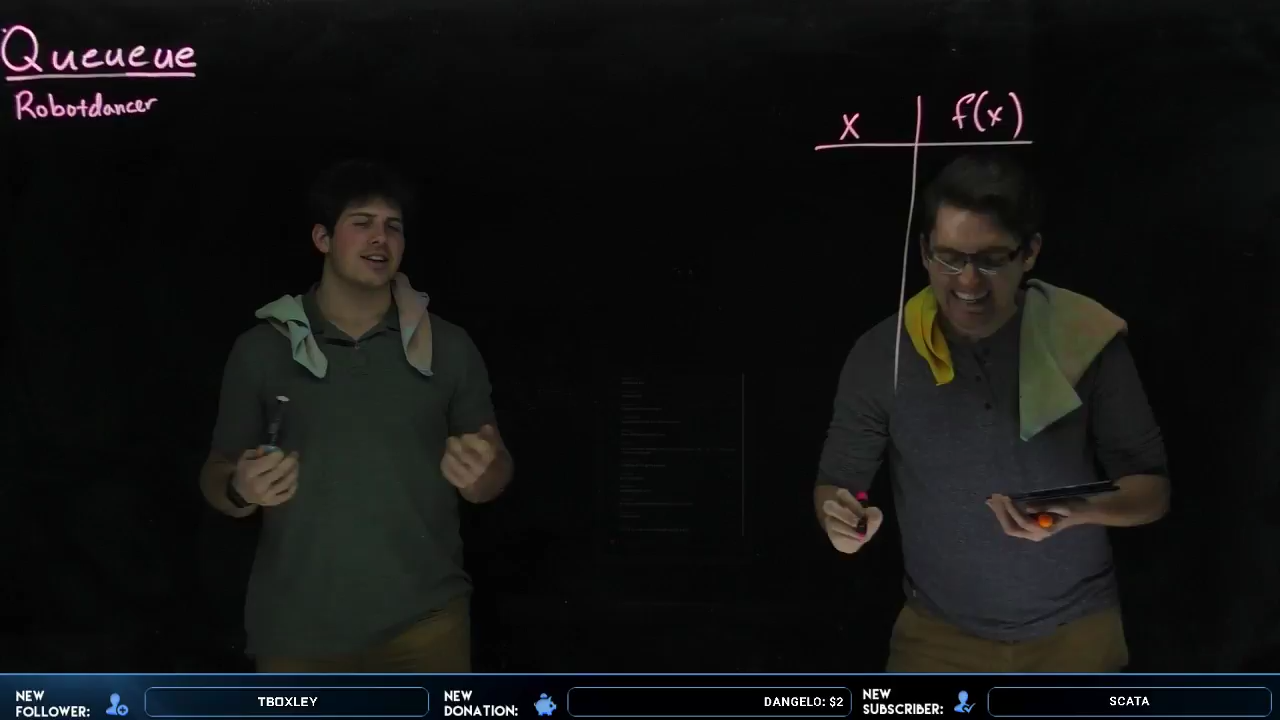 Queueue
Robotdancer
x f(x)
NEW FOLLOWER: TBOXLEY
NEW DONATION: DANGELO: $2
NEW SUBSCRIBER: SCATA